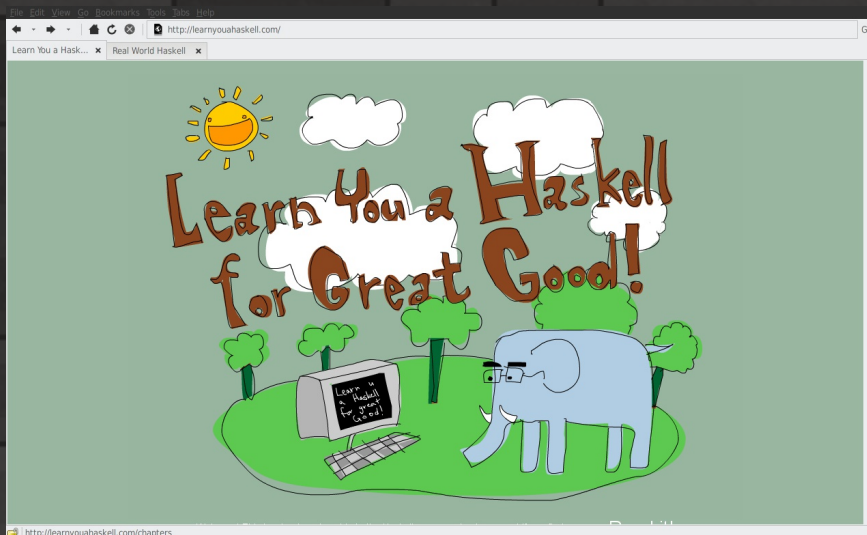 File Edit View Go Bookmarks Tools Tabs Help
http://learnyouahaskell.com/
Learn You a Hask...
Real World Haskell
Learn You a Haskell
for Great Good!
Learn u
a Haskell
for great
Good!
http://learnyouahaskell.com/chapters